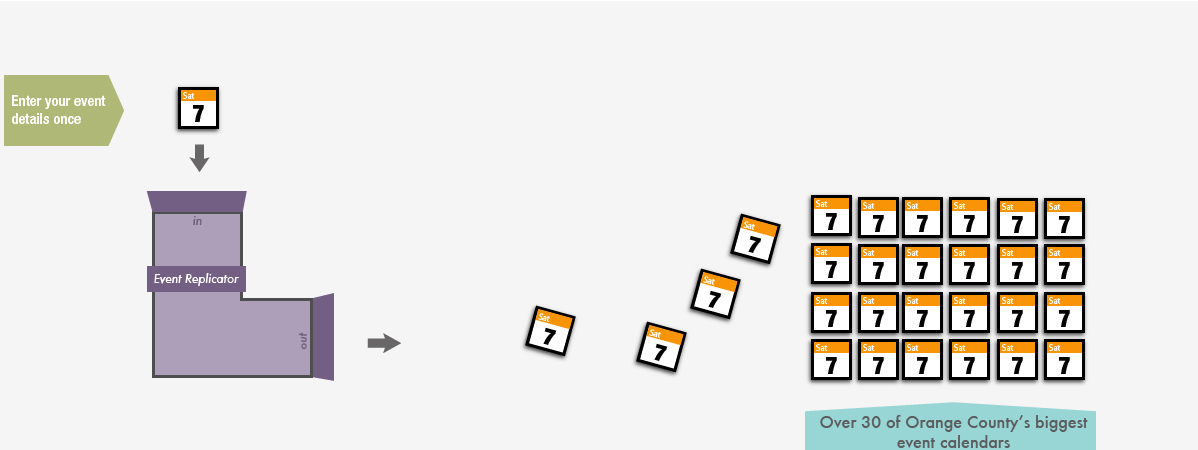 Enter your event
details once
Sat
7
in
Event Replicator
out
Sat
7
Sat
7
Sat
7
Sat
7
Sat Sat Sat Sat Sat Sat
7 7 7 7 7 7
Sat Sat Sat Sat Sat Sat
7 7 7 7 7 7
Sat Sat Sat Sat Sat Sat
7 7 7 7 7 7
Sat Sat Sat Sat Sat Sat
7 7 7 7 7 7
Over 30 of Orange County's biggest
event calendars